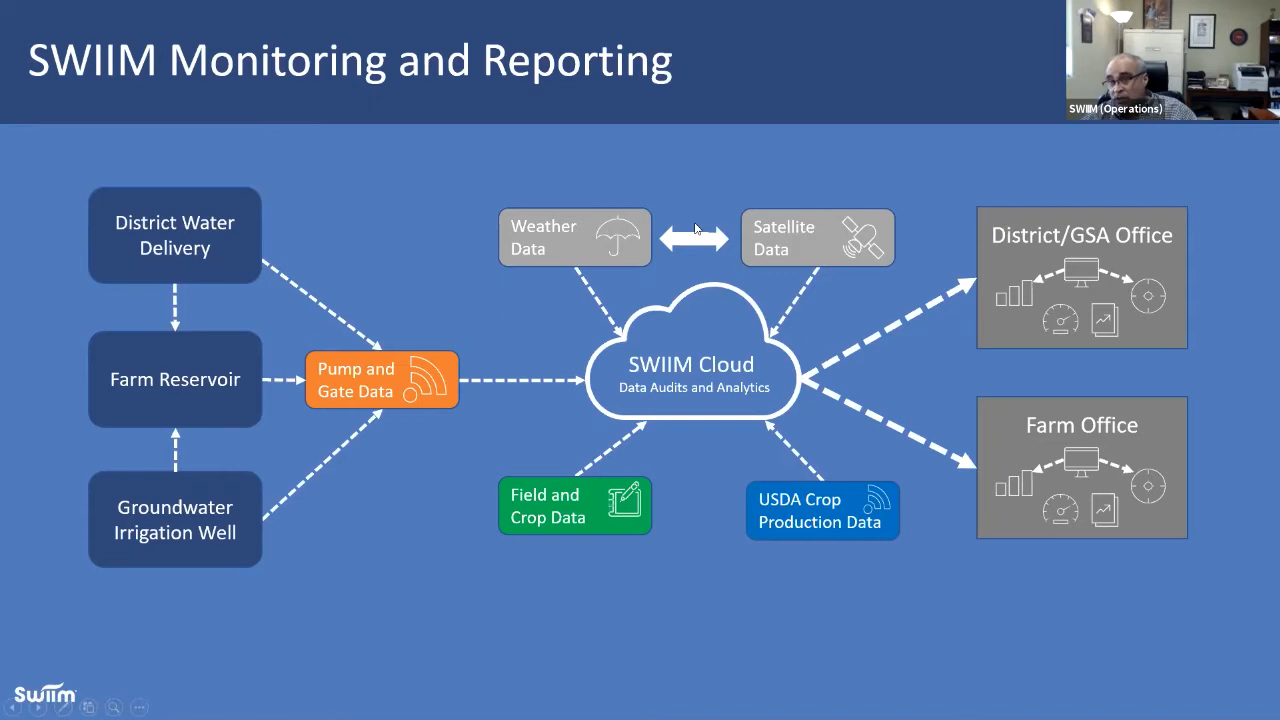 SWIIM Monitoring and Reporting
SWIIM (Operations)
District Water
Delivery
Farm Reservoir
Groundwater
Irrigation Well
Pump and
Gate Data
Weather
Data
Satellite
Data
SWIIM Cloud
Data Audits and Analytics
Field and
Crop Data
USDA Crop
Production Data
District/GSA Office
Farm Office
Swiim